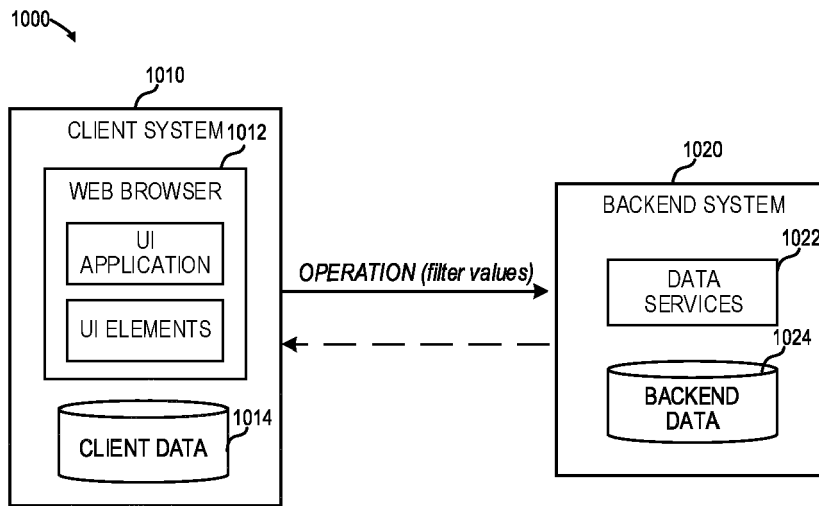 1000
1010
CLIENT SYSTEM
1012
WEB BROWSER
UI
APPLICATION
UI ELEMENTS
1014
CLIENT DATA
OPERATION (filter values)
1020
BACKEND SYSTEM
1022
DATA
SERVICES
1024
BACKEND
DATA